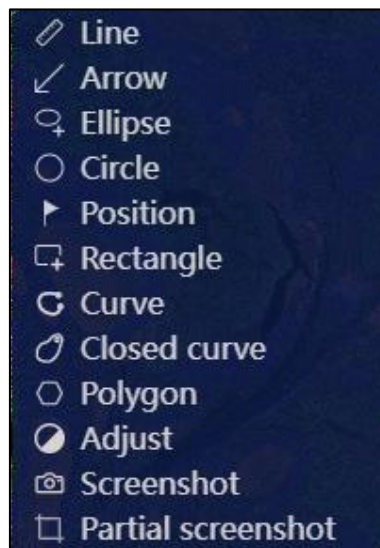 Line
Arrow
Ellipse
Circle
Position
Rectangle
Curve
Closed curve
Polygon
Adjust
Screenshot
Partial screenshot